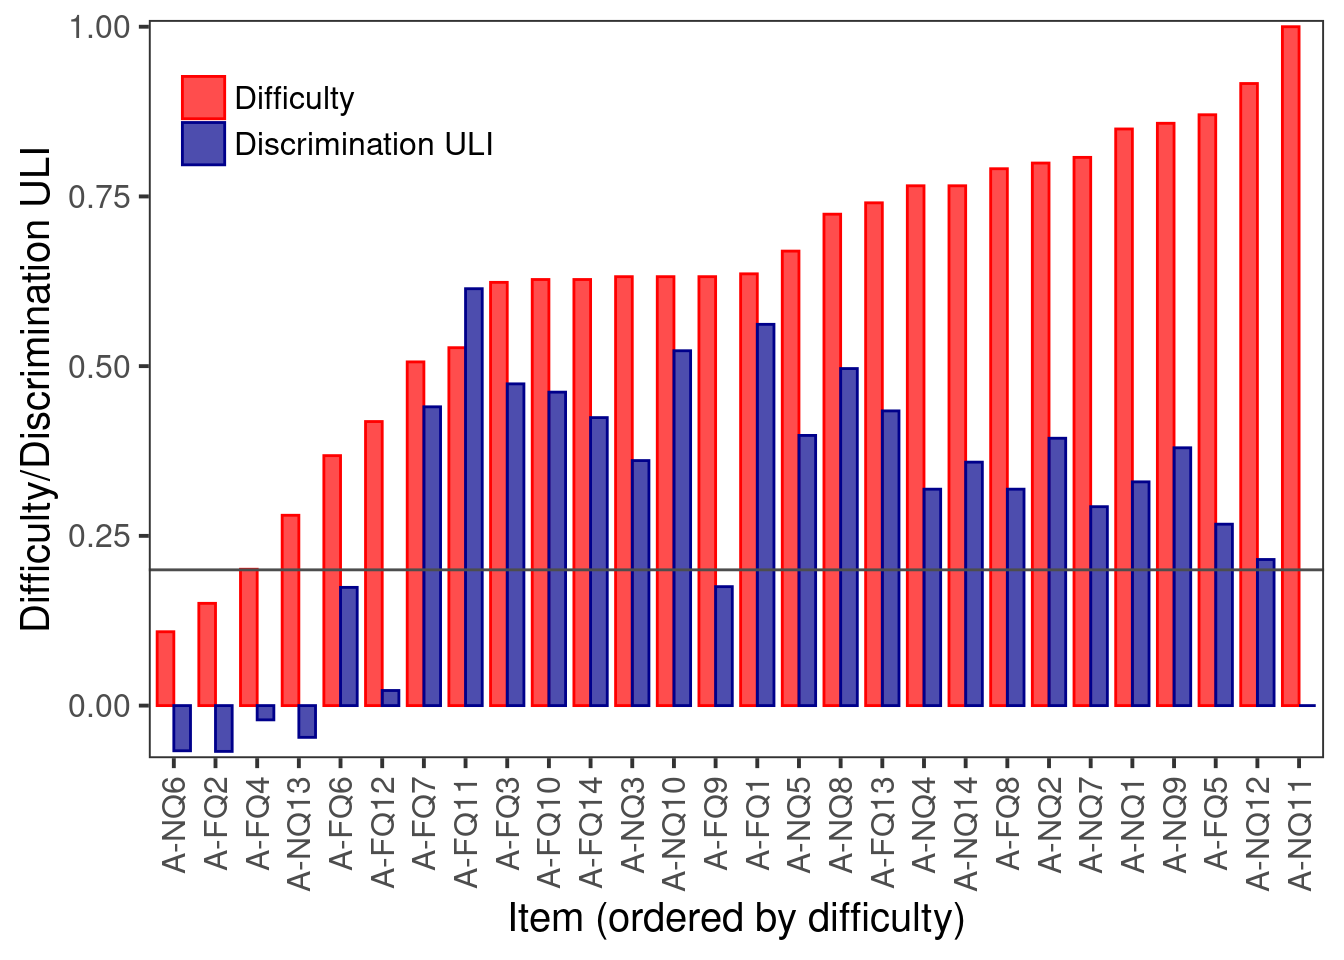 Difficulty/Discrimination ULI
1.00
0.75
0.50
0.25
0.00
Difficulty
Discrimination ULI
A-NQ6
A-FQ2
A-FQ4
A-NQ13
A-FQ6
A-FQ12
A-FQ7
A-FQ11
A-FQ3
A-FQ10
A-FQ14
A-NQ3
A-NQ10
A-FQ9
A-FQ1
A-NQ5
A-NQ8
A-FQ13
A-NQ4
A-NQ14
A-FQ8
A-NQ2
A-NQ7
A-NQ1
A-NQ9
A-FQ5
A-NQ12
A-NQ11
Item (ordered by difficulty)